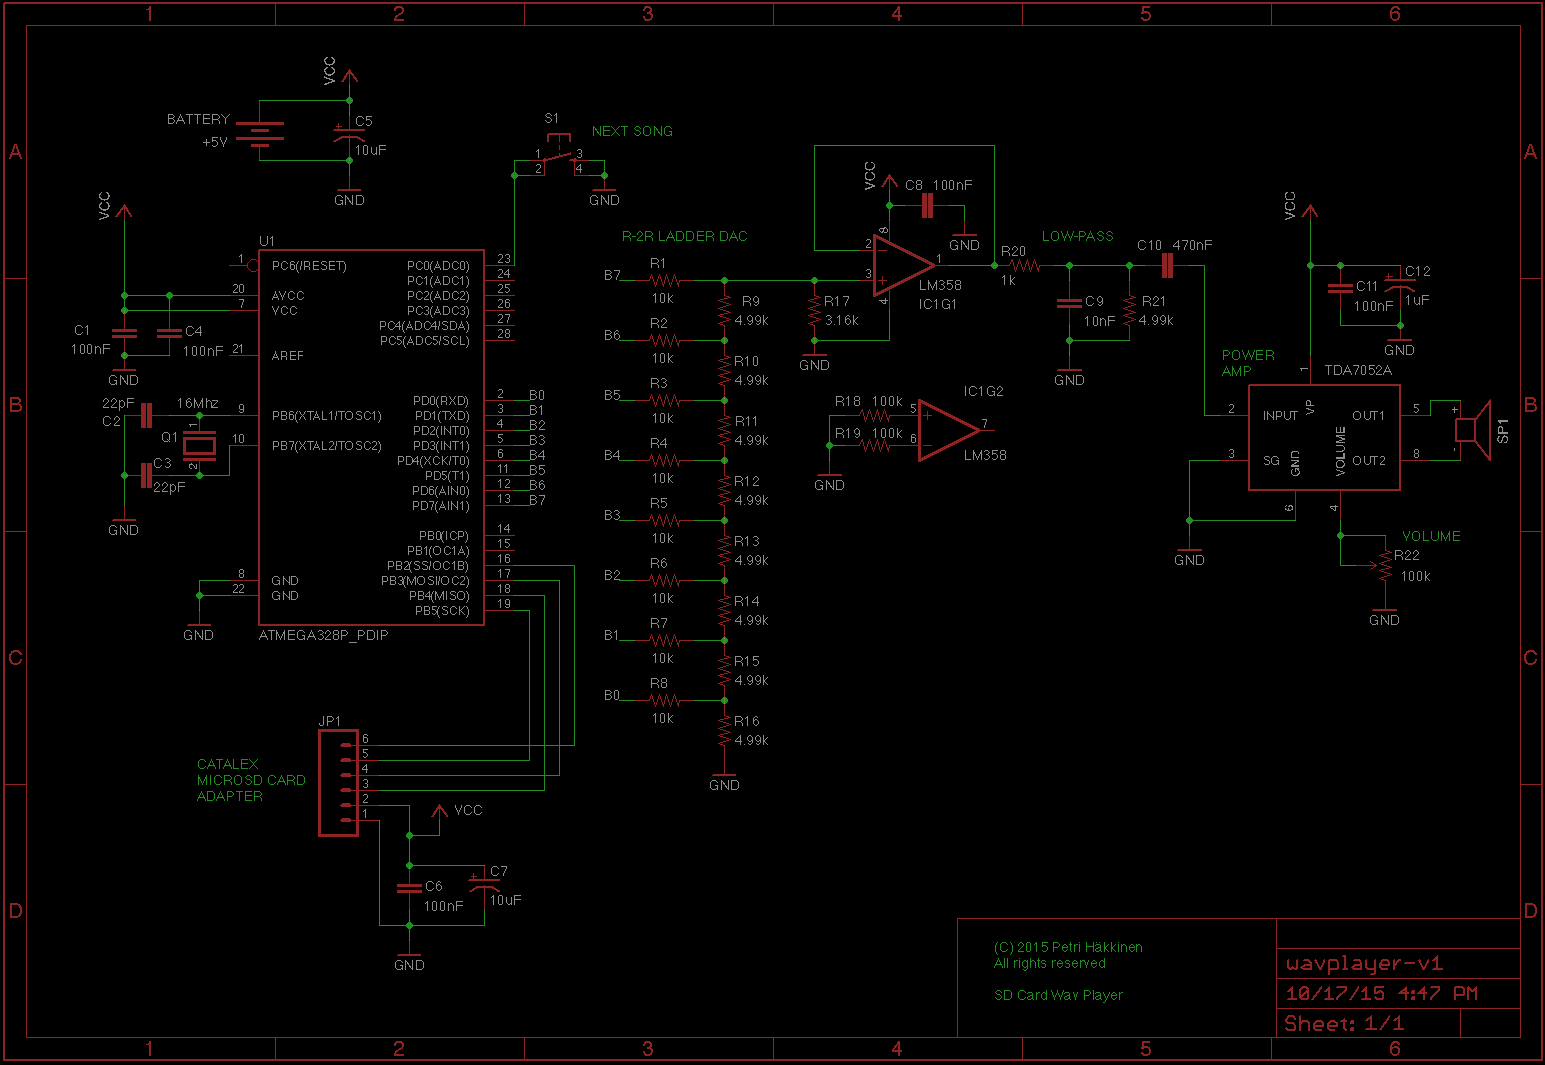 1 2 3 4 5 6
A A
B B
C C
D D
VCC
BATTERY
+5V
C5
10uF
GND
S1
NEXT SONG
1 3
2 4
GND
VCC
C1
100nF
C4
100nF
GND
22pF
C2
16Mhz
Q1
1
2
C3
22pF
GND
GND
U1
1 PC6(/RESET)
20 AVCC
7 VCC
21 AREF
9 PB6(XTAL1/TOSC1)
10 PB7(XTAL2/TOSC2)
8 GND
22 GND
PC0(ADC0) 23
PC1(ADC1) 24
PC2(ADC2) 25
PC3(ADC3) 26
PC4(ADC4/SDA) 27
PC5(ADC5/SCL) 28
PD0(RXD) 2 B0
PD1(TXD) 3 B1
PD2(INT0) 4 B2
PD3(INT1) 5 B3
PD4(XCK/T0) 6 B4
PD5(T1) 11 B5
PD6(AIN0) 12 B6
PD7(AIN1) 13 B7
PB0(ICP) 14
PB1(OC1A) 15
PB2(SS/OC1B) 16
PB3(MOSI/OC2) 17
PB4(MISO) 18
PB5(SCK) 19
ATMEGA328P_PDIP
JP1
CATALEX
MICROSD CARD
ADAPTER
6
5
4
3
2
1
VCC
C6
100nF
C7
10uF
GND
R-2R LADDER DAC
B7 R1
10k
R9
4.99k
B6 R2
10k
R10
4.99k
B5 R3
10k
R11
4.99k
B4 R4
10k
R12
4.99k
B3 R5
10k
R13
4.99k
B2 R6
10k
R14
4.99k
B1 R7
10k
R15
4.99k
B0 R8
10k
R16
4.99k
GND
R17
3.16k
GND
VCC
C8 100nF
GND
8
2
3
1
4
LM358
IC1G1
LOW-PASS
R20
1k
C9
10nF
R21
4.99k
GND
C10 470nF
IC1G2
R18 100k 5
R19 100k 6
7
LM358
GND
VCC
C11
100nF
C12
1uF
GND
POWER
AMP
TDA7052A
1
2 INPUT
VP
OUT1 5
3 SG
GND
VOLUME
OUT2 8
6
4
+
-
SP1
GND
VOLUME
R22
100k
GND
(C) 2015 Petri Häkkinen
All rights reserved
SD Card Wav Player
wavplayer-v1
10/17/15 4:47 PM
Sheet: 1/1
1 2 3 4 5 6